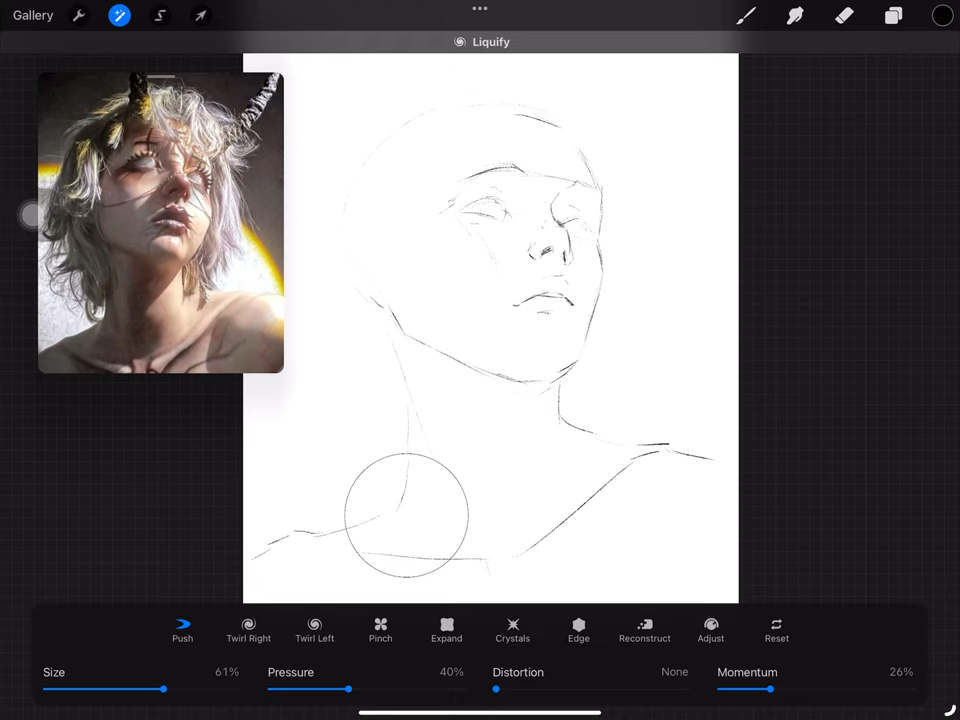 Gallery
Liquify
Push Twirl Right Twirl Left Pinch Expand Crystals Edge Reconstruct Adjust Reset
Size 61% Pressure 40% Distortion None Momentum 26%